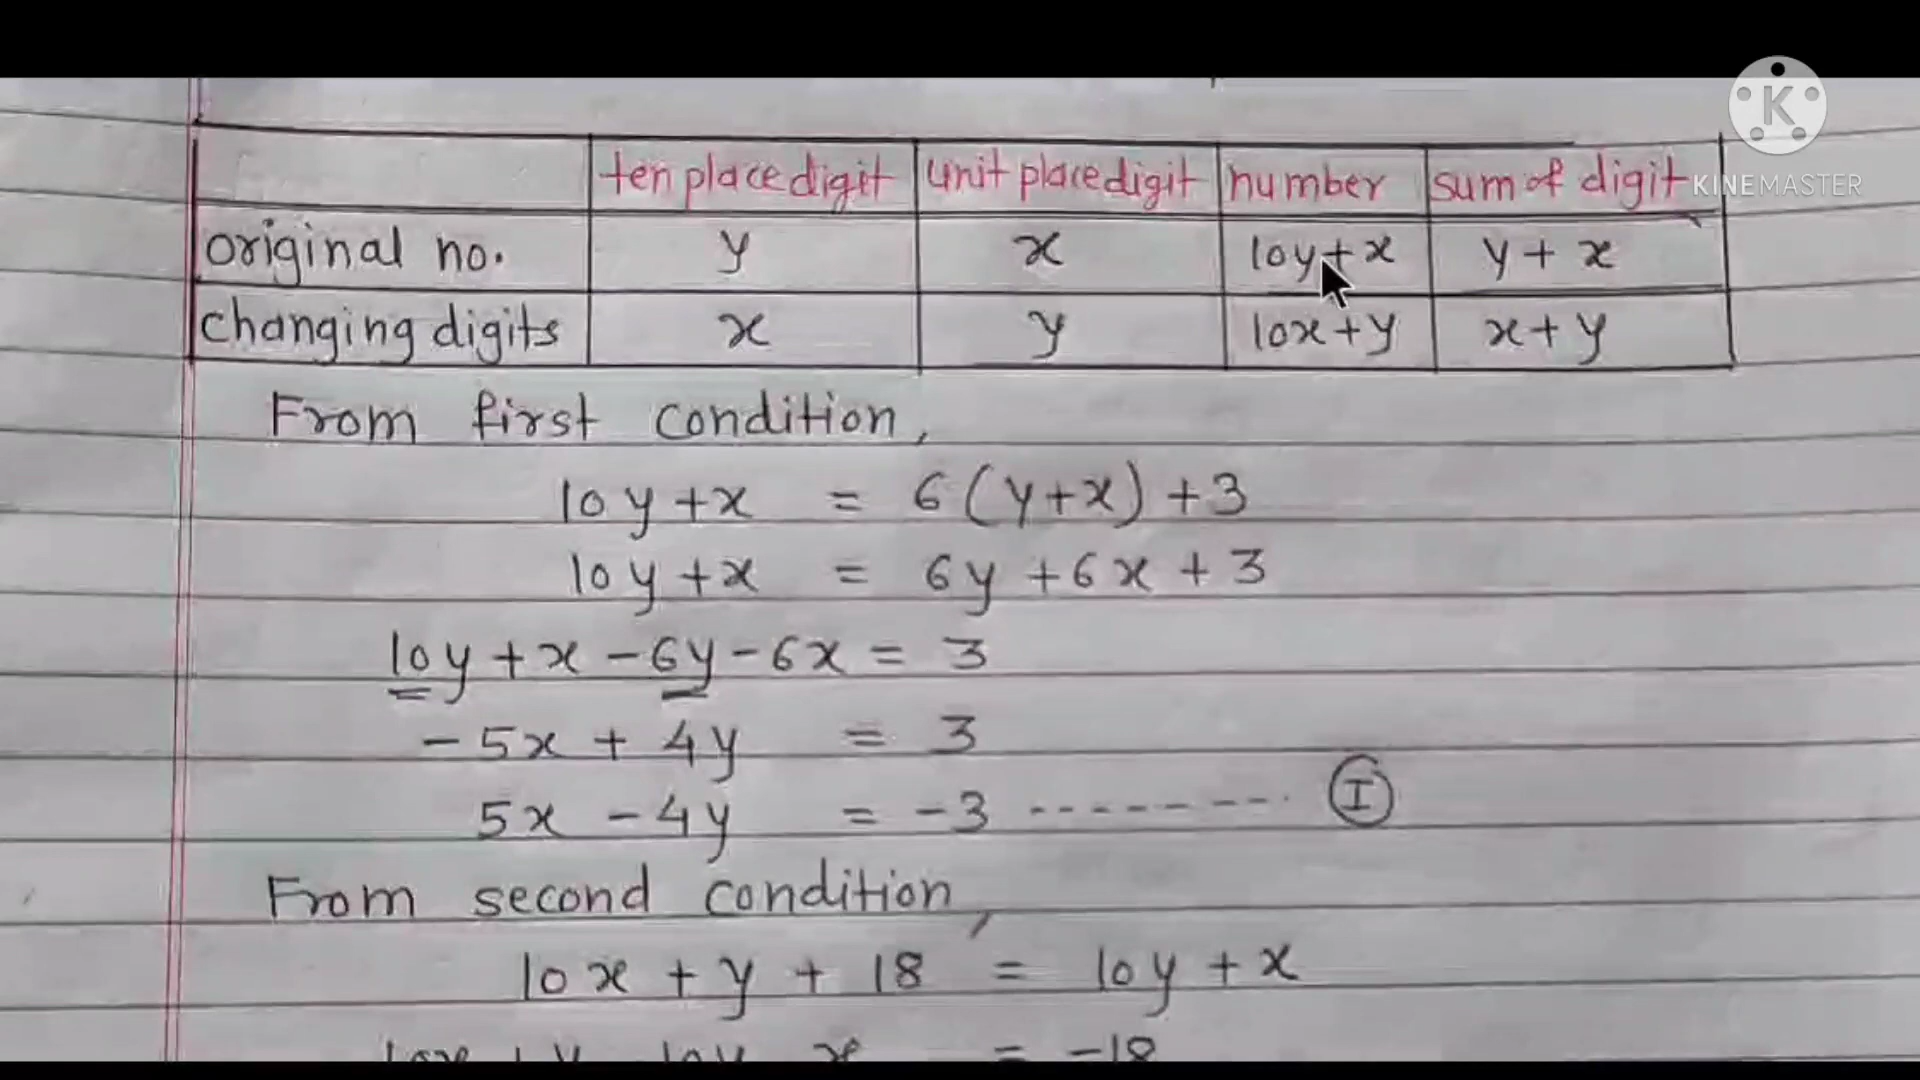 KINEMASTER
ten place digit unit place digit number sum of digit
original no. y x 10y+x y + x
changing digits x y 10x+y x+y
From first condition,
10y+x = 6(y+x)+3
10y+x = 6y+6x+3
10y+x-6y-6x = 3
-5x + 4y = 3
5x - 4y = -3 -------- I
From second condition,
10x + y + 18 = 10y + x
= -18